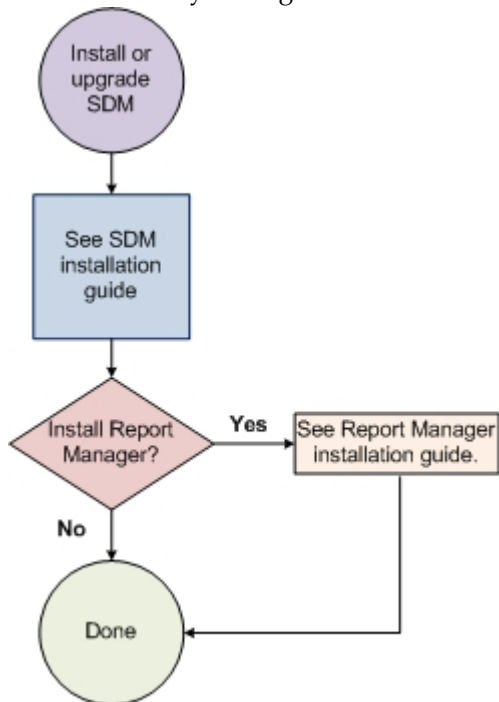 Install or
upgrade
SDM
See SDM
installation
guide
Install Report
Manager?
Yes
See Report Manager
installation guide.
No
Done